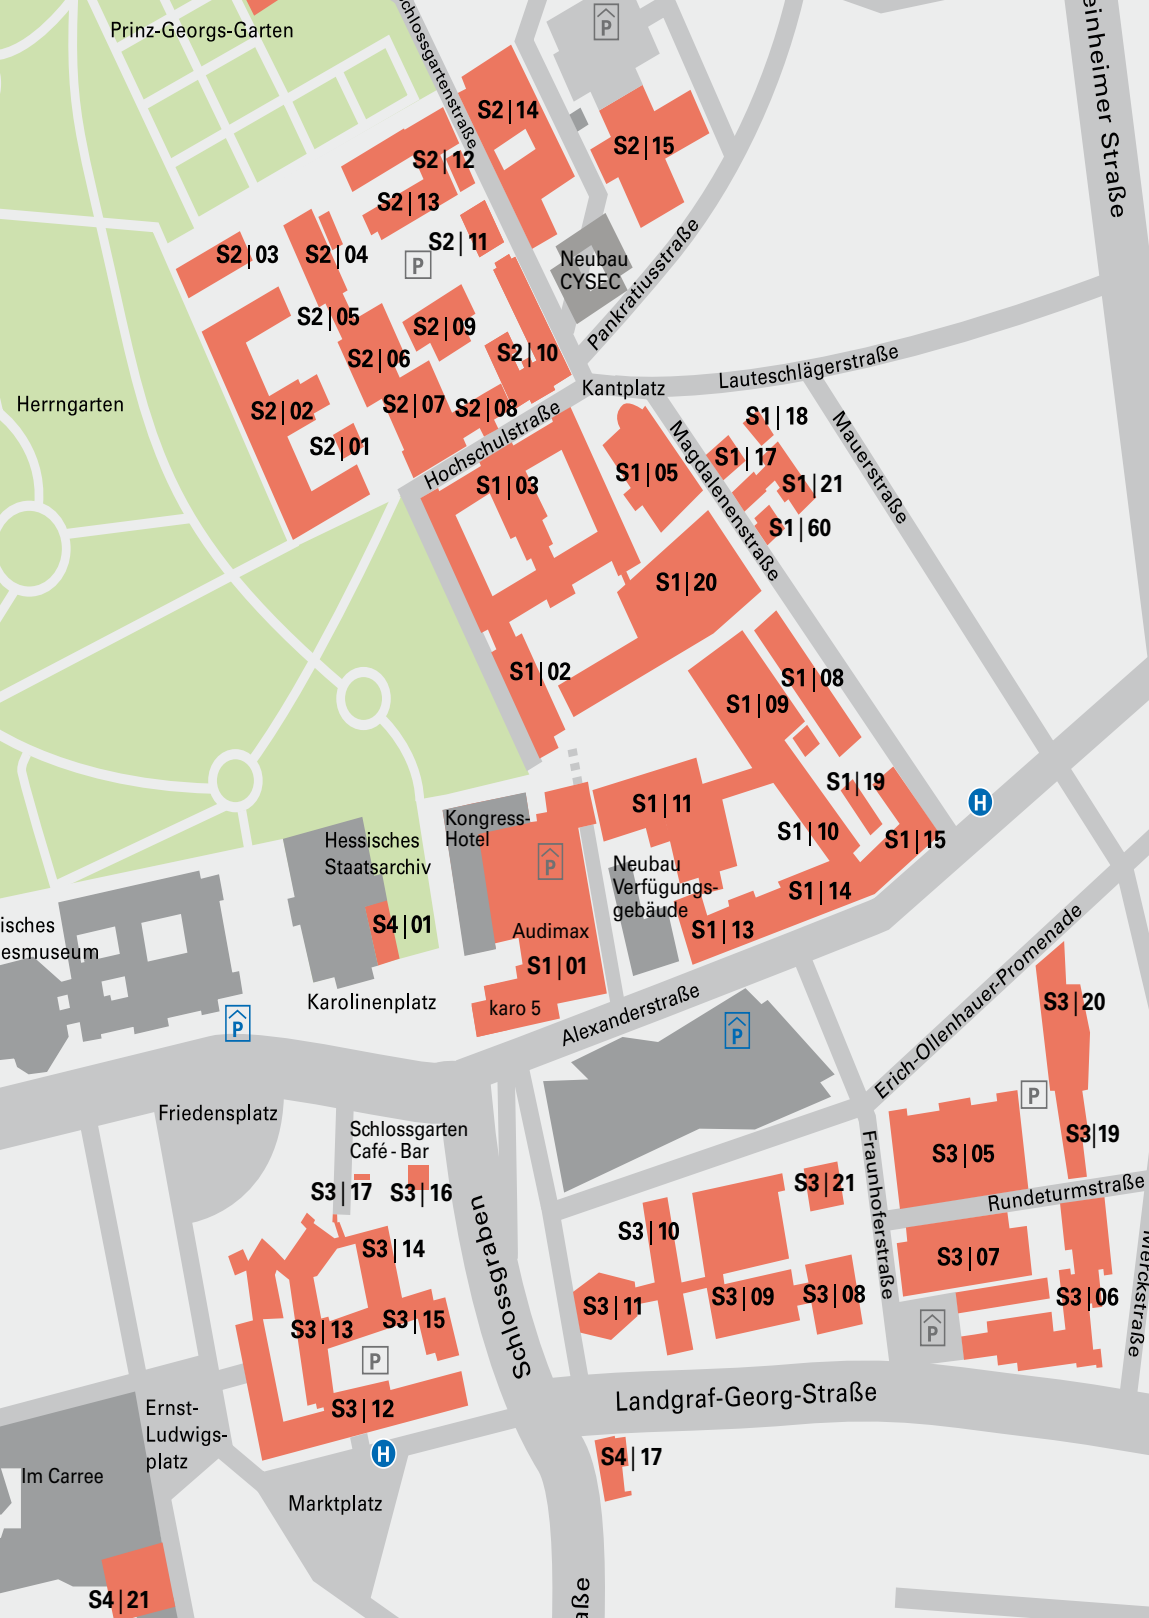 Prinz-Georgs-Garten
Schlossgartenstraße
P
einheimer Straße
S2|14
S2|15
S2|12
S2|13
S2|11
P
S2|03
S2|04
Neubau
CYSEC
Pankratiusstraße
S2|05
S2|09
S2|06
S2|10
Lauteschlägerstraße
Kantplatz
Herrngarten
S2|02
S2|07
S2|08
S2|01
Hochschulstraße
S1|18
Mauerstraße
Magdalenenstraße
S1|17
S1|05
S1|03
S1|21
S1|60
S1|20
S1|02
S1|08
S1|09
S1|19
H
S1|11
Kongress-
Hotel
S1|10
S1|15
Hessisches
Staatsarchiv
P
Neubau
Verfügungs-
gebäude
S1|14
isches
esmuseum
S4|01
Audimax
S1|13
S1|01
Karolinenplatz
karo 5
Alexanderstraße
P
P
Erich-Ollenhauer-Promenade
S3|20
P
Friedensplatz
Schlossgarten
Café - Bar
S3|19
S3|05
Fraunhoferstraße
S3|17
S3|16
S3|21
Rundeturmstraße
Schlossgraben
S3|10
S3|14
S3|07
Merckstraße
S3|11
S3|09
S3|08
S3|06
S3|13
S3|15
P
P
Landgraf-Georg-Straße
S3|12
Ernst-
Ludwigs-
platz
H
S4|17
Im Carree
Marktplatz
S4|21
aße